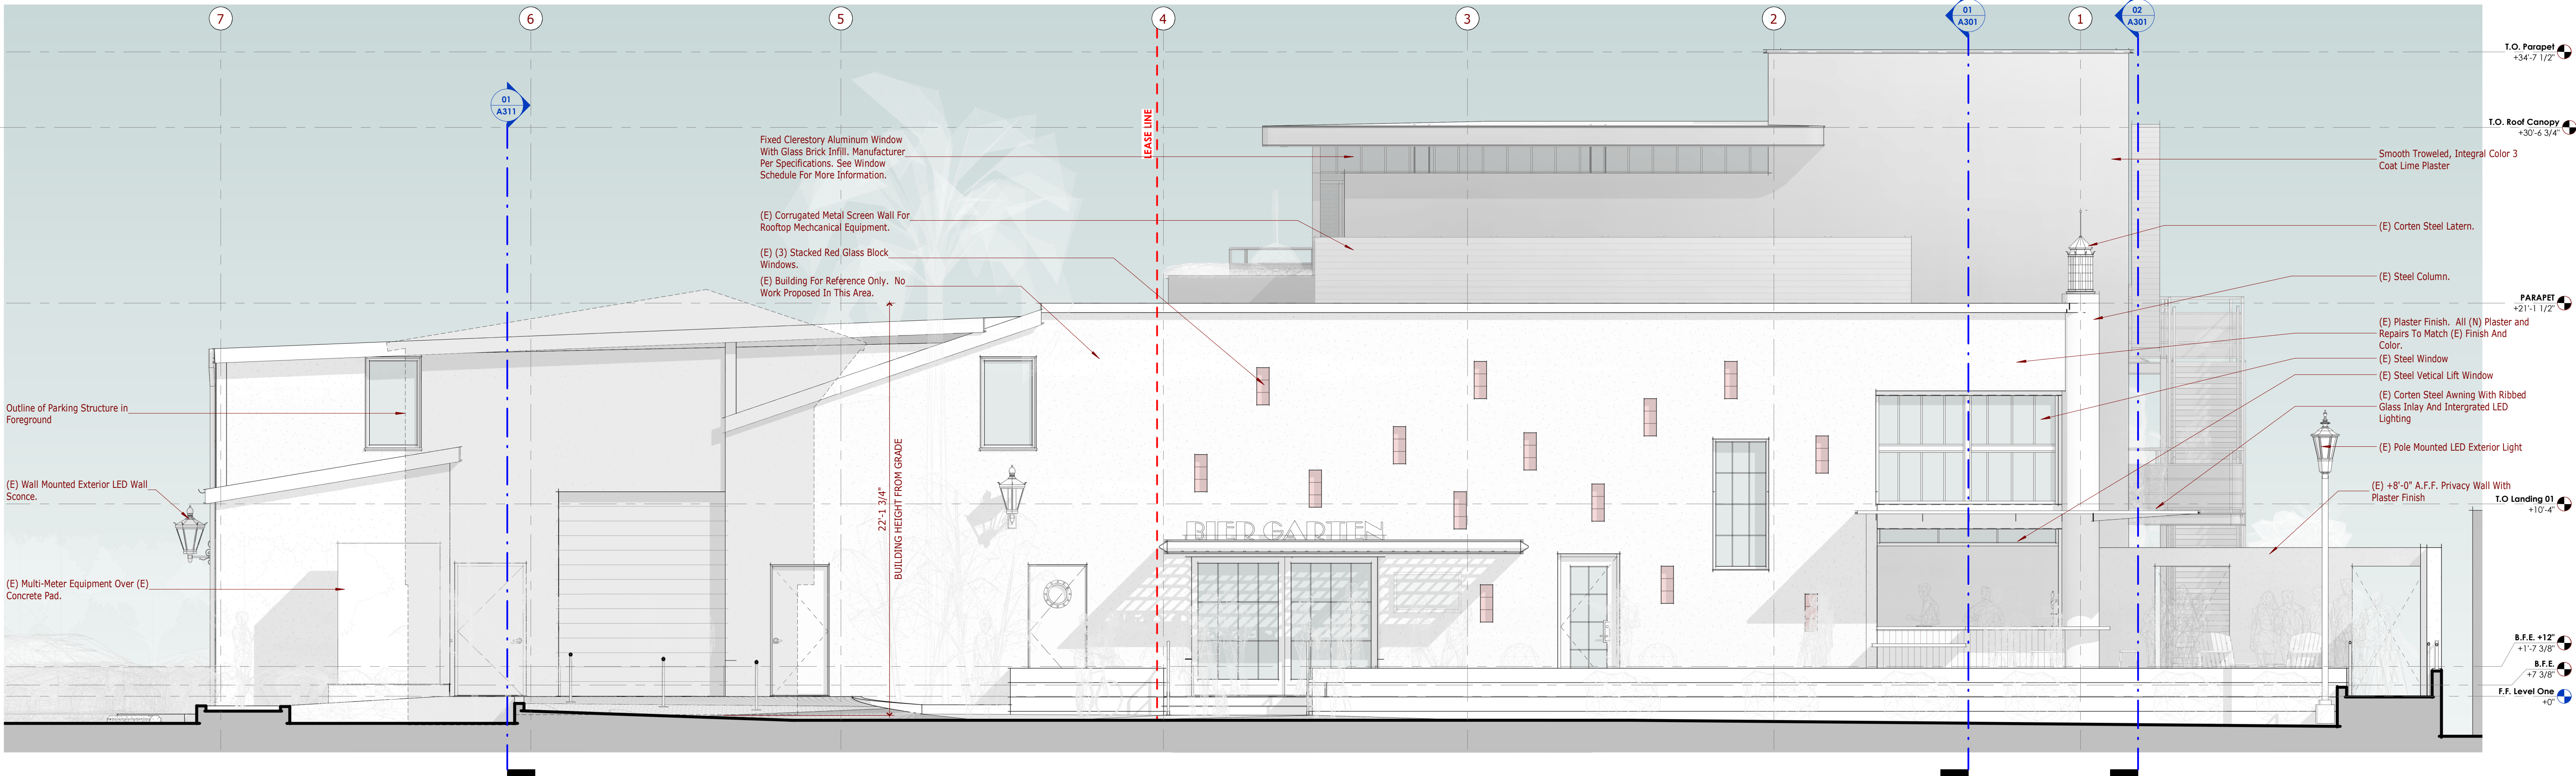 7
6
5
4
3
2
01
A301
1
02
A301
T.O. Parapet
+34'-7 1/2"
01
A311
LEASE LINE
T.O. Roof Canopy
+30'-6 3/4"
Fixed Clerestory Aluminum Window
With Glass Brick Infill. Manufacturer
Per Specifications. See Window
Schedule For More Information.
Smooth Troweled, Integral Color 3
Coat Lime Plaster
(E) Corrugated Metal Screen Wall For
Rooftop Mechcanical Equipment.
(E) Corten Steel Latern.
(E) (3) Stacked Red Glass Block
Windows.
(E) Building For Reference Only.  No
Work Proposed In This Area.
(E) Steel Column.
PARAPET
+21'-1 1/2"
(E) Plaster Finish.  All (N) Plaster and
Repairs To Match (E) Finish And
Color.
(E) Steel Window
(E) Steel Vetical Lift Window
(E) Corten Steel Awning With Ribbed
Glass Inlay And Intergrated LED
Lighting
Outline of Parking Structure in
Foreground
(E) Pole Mounted LED Exterior Light
22'-1 3/4"
BUILDING HEIGHT FROM GRADE
(E) Wall Mounted Exterior LED Wall
Sconce.
(E) +8'-0" A.F.F. Privacy Wall With
Plaster Finish
T.O Landing 01
+10'-4"
BIER GARTEN
(E) Multi-Meter Equipment Over (E)
Concrete Pad.
B.F.E. +12"
+1'-7 3/8"
B.F.E.
+7 3/8"
F.F. Level One
+0"